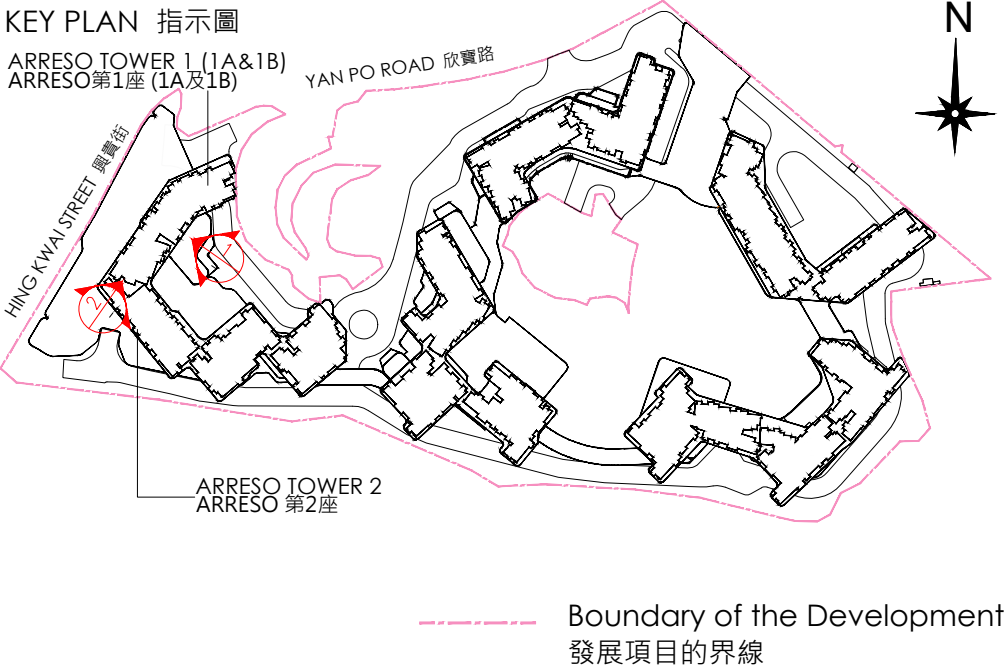 KEY PLAN 指示圖
N
ARRESO TOWER 1 (1A&1B)
ARRESO第1座 (1A及1B)
YAN PO ROAD 欣寶路
HING KWAI STREET 興貴街
1
2
ARRESO TOWER 2
ARRESO 第2座
Boundary of the Development
發展項目的界線